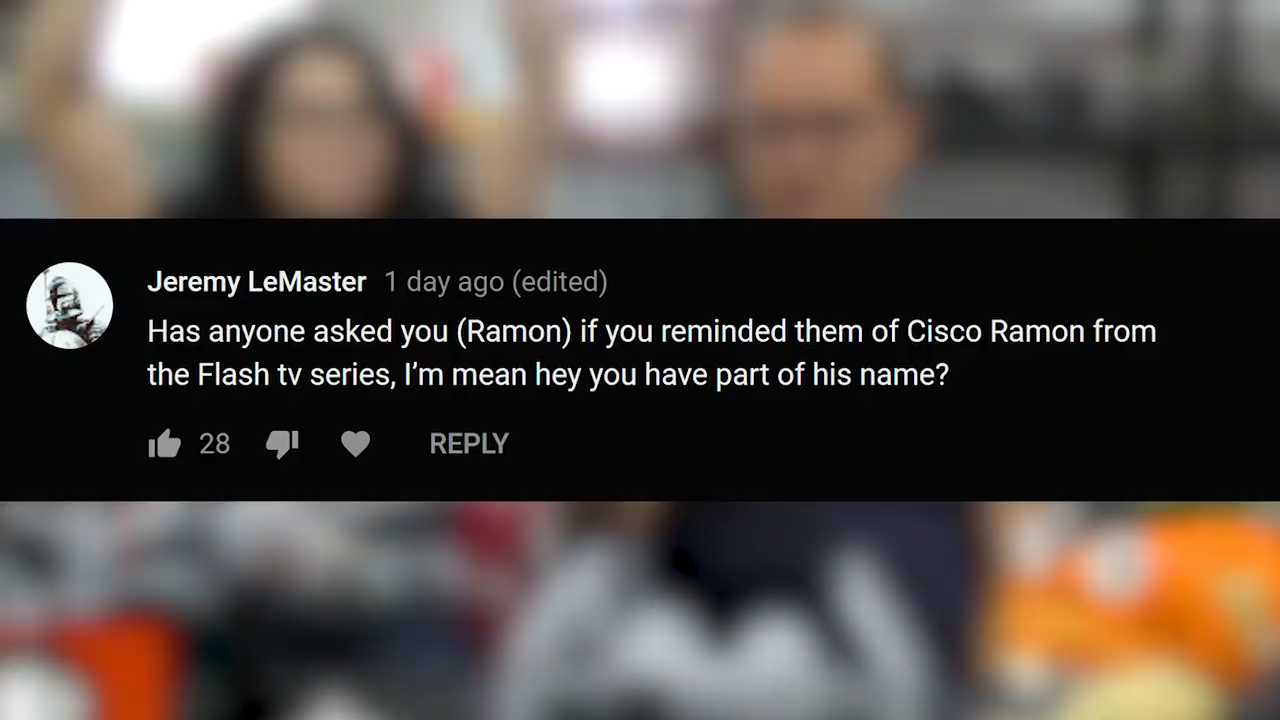 Jeremy LeMaster 1 day ago (edited)
Has anyone asked you (Ramon) if you reminded them of Cisco Ramon from
the Flash tv series, I’m mean hey you have part of his name?
28 REPLY